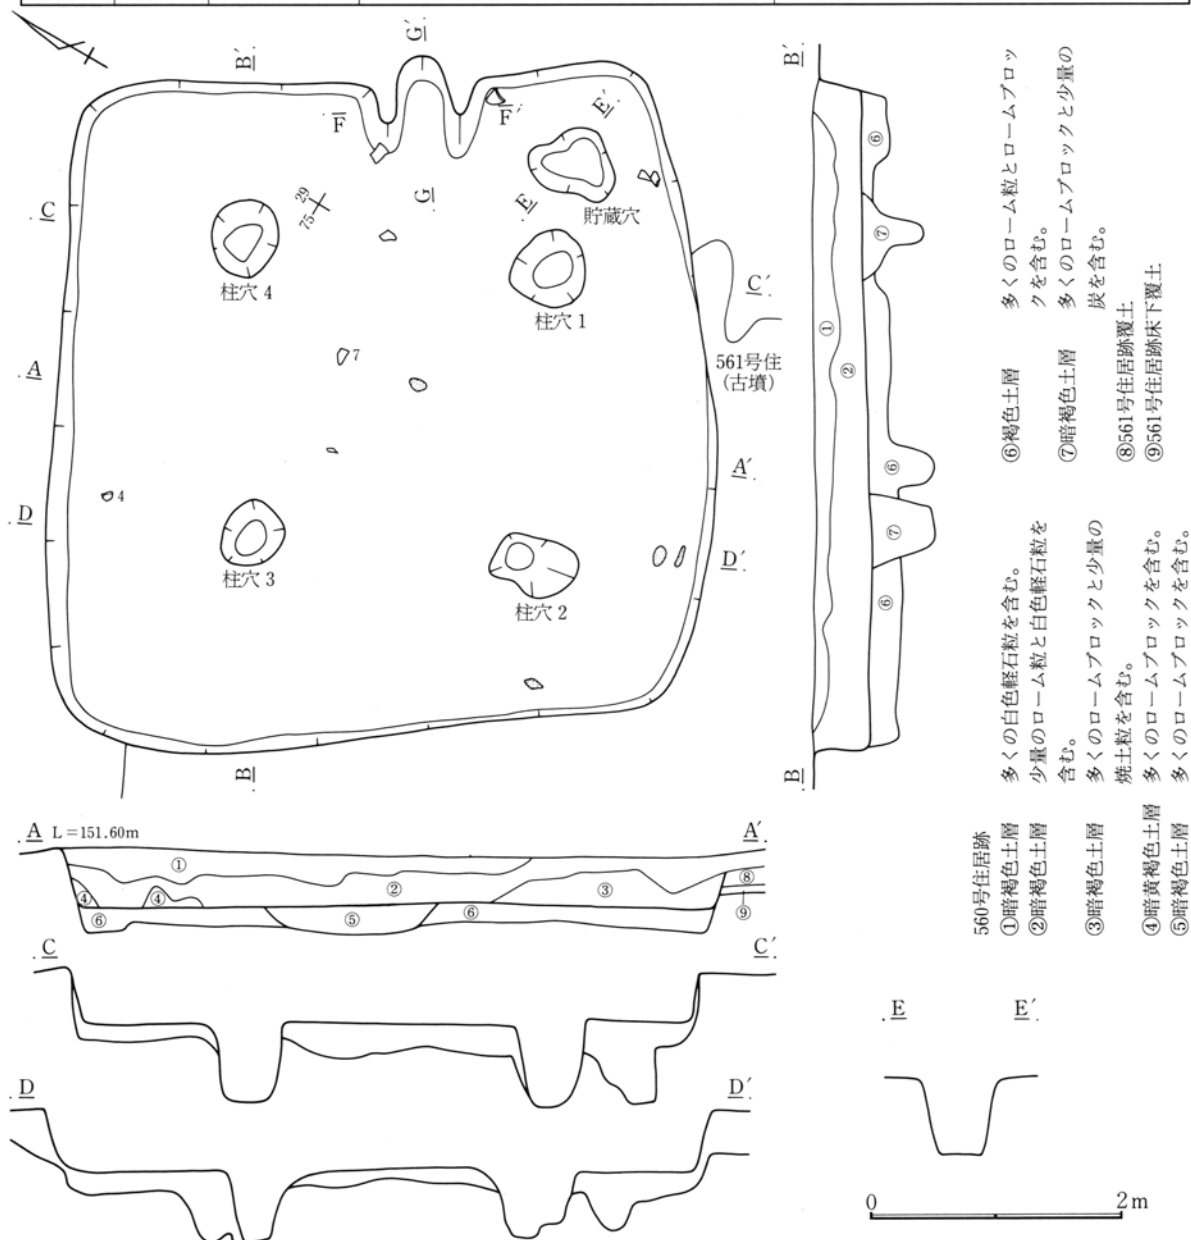 G′
B′
F
F′
E′
C
29
75
G
E
貯蔵穴
柱穴 4
柱穴 1
C′
7
561号住
(古墳)
A
A′
4
D
D′
柱穴 3
柱穴 2
B
B′
⑥
⑦
①
②
⑥
⑦
⑥
B
A L=151.60m
A′
①
②
③
④
④
⑤
⑥
⑥
⑧
⑨
C
C′
D
D′
E
E′
0
2m
560号住居跡
①暗褐色土層 多くの白色軽石粒を含む。
②暗褐色土層 少量のローム粒と白色軽石粒を
含む。
③暗褐色土層 多くのロームブロックと少量の
焼土粒を含む。
④暗黄褐色土層 多くのロームブロックを含む。
⑤暗褐色土層 多くのロームブロックを含む。
⑥褐色土層 多くのローム粒とロームブロッ
クを含む。
⑦暗褐色土層 多くのロームブロックと少量の
炭を含む。
⑧561号住居跡覆土
⑨561号住居跡床下覆土